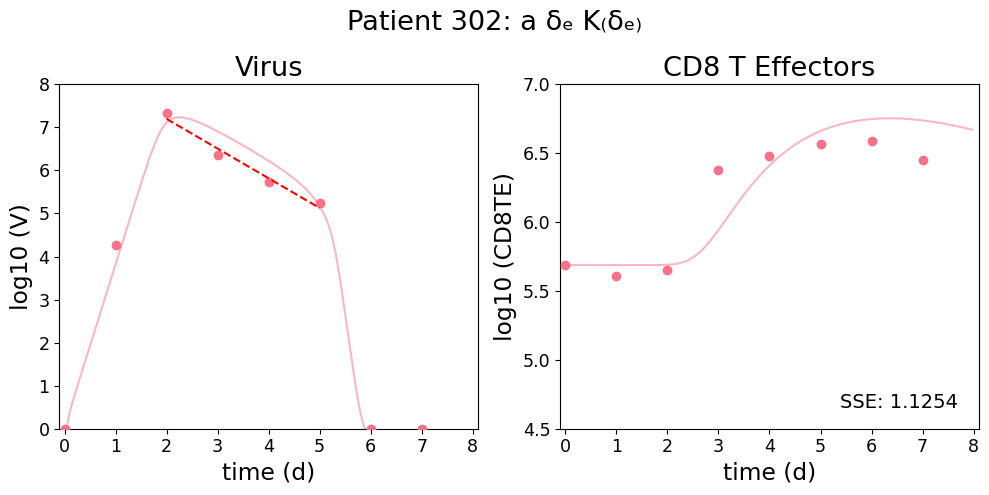 Patient 302: a δₑ K₍δₑ₎
Virus
CD8 T Effectors
log10 (V)
8
7
6
5
4
3
2
1
0
0 1 2 3 4 5 6 7 8
time (d)
log10 (CD8TE)
7.0
6.5
6.0
5.5
5.0
4.5
SSE: 1.1254
0 1 2 3 4 5 6 7 8
time (d)